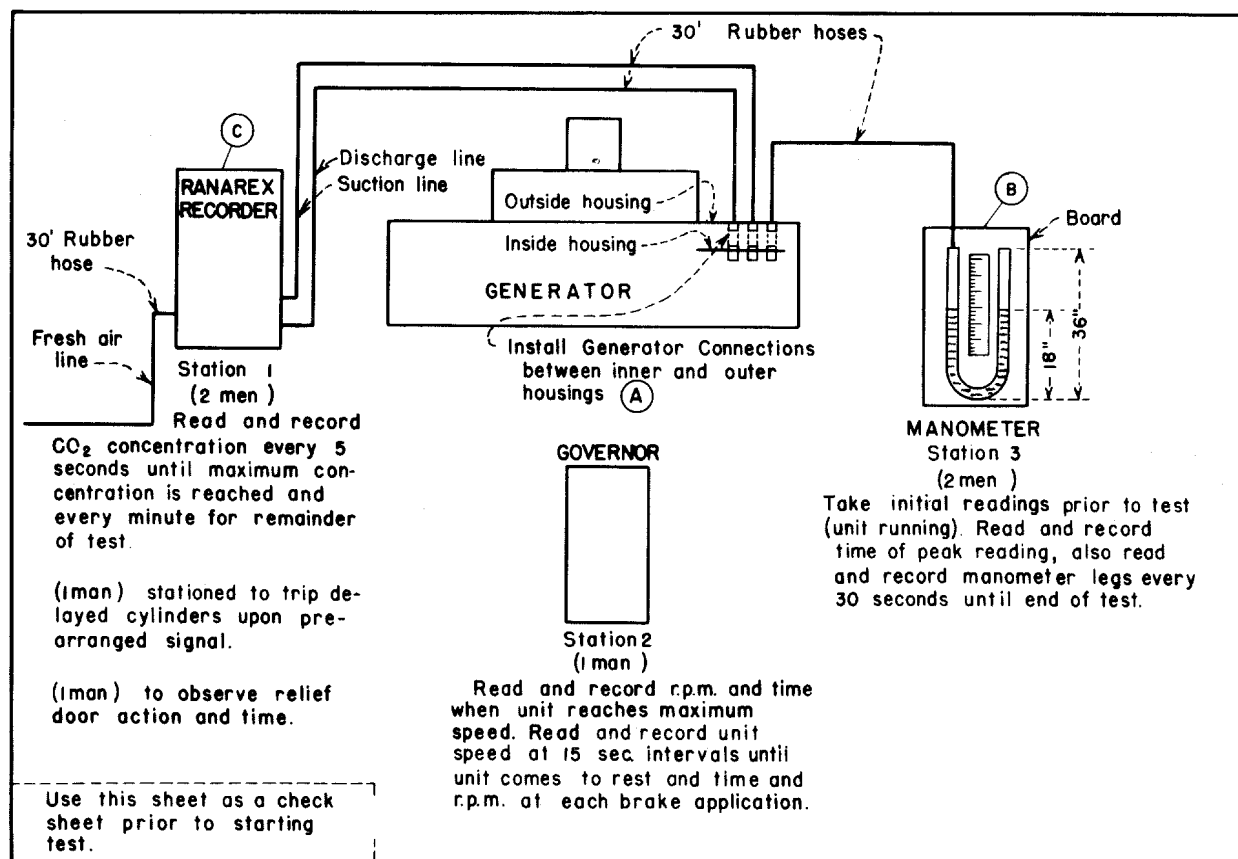 30' Rubber hoses
C
RANAREX
RECORDER
Discharge line
Suction line
30' Rubber
hose
Fresh air
line
Outside housing
Inside housing
GENERATOR
Install Generator Connections
between inner and outer
housings A
B
Board
18"
36"
Station 1
(2 men)
Read and record
CO₂ concentration every 5
seconds until maximum con-
centration is reached and
every minute for remainder
of test.
(1man) stationed to trip de-
layed cylinders upon pre-
arranged signal.
(1man) to observe relief
door action and time.
Use this sheet as a check
sheet prior to starting
test.
GOVERNOR
Station 2
(1 man)
Read and record r.p.m. and time
when unit reaches maximum
speed. Read and record unit
speed at 15 sec. intervals until
unit comes to rest and time and
r.p.m. at each brake application.
MANOMETER
Station 3
(2 men)
Take initial readings prior to test
(unit running). Read and record
time of peak reading, also read
and record manometer legs every
30 seconds until end of test.